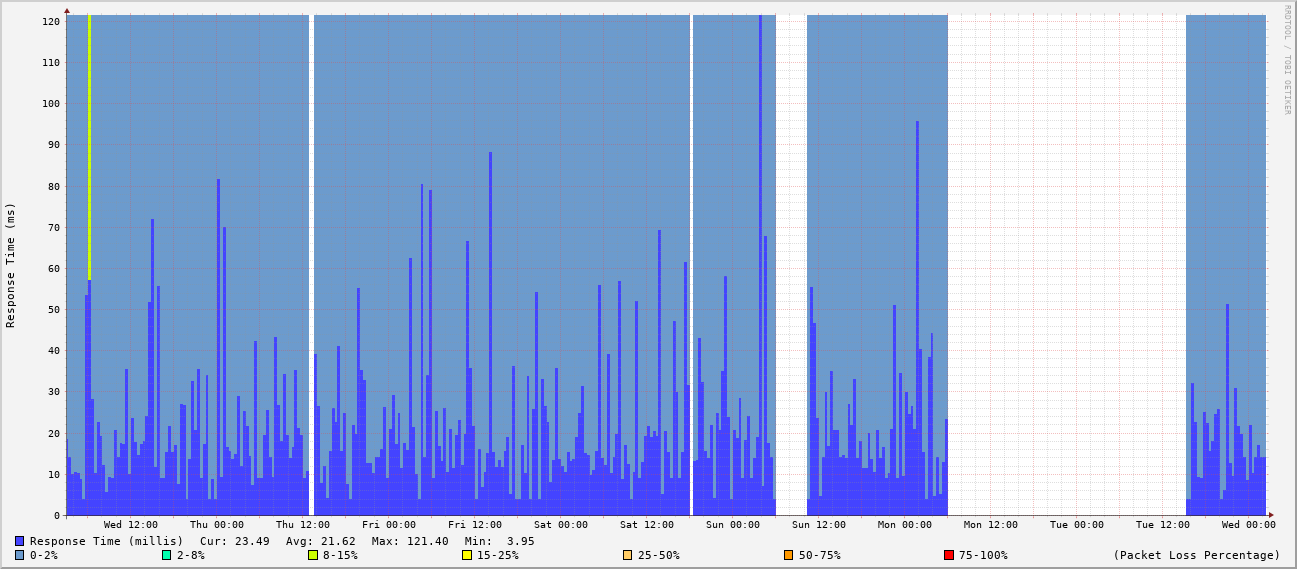 RRDTOOL / TOBI OETIKER
120
110
100
90
80
70
60
50
40
30
20
10
0
Response Time (ms)
Wed 12:00 Thu 00:00 Thu 12:00 Fri 00:00 Fri 12:00 Sat 00:00 Sat 12:00 Sun 00:00 Sun 12:00 Mon 00:00 Mon 12:00 Tue 00:00 Tue 12:00 Wed 00:00
Response Time (millis) Cur: 23.49 Avg: 21.62 Max: 121.40 Min: 3.95
0-2% 2-8% 8-15% 15-25% 25-50% 50-75% 75-100% (Packet Loss Percentage)